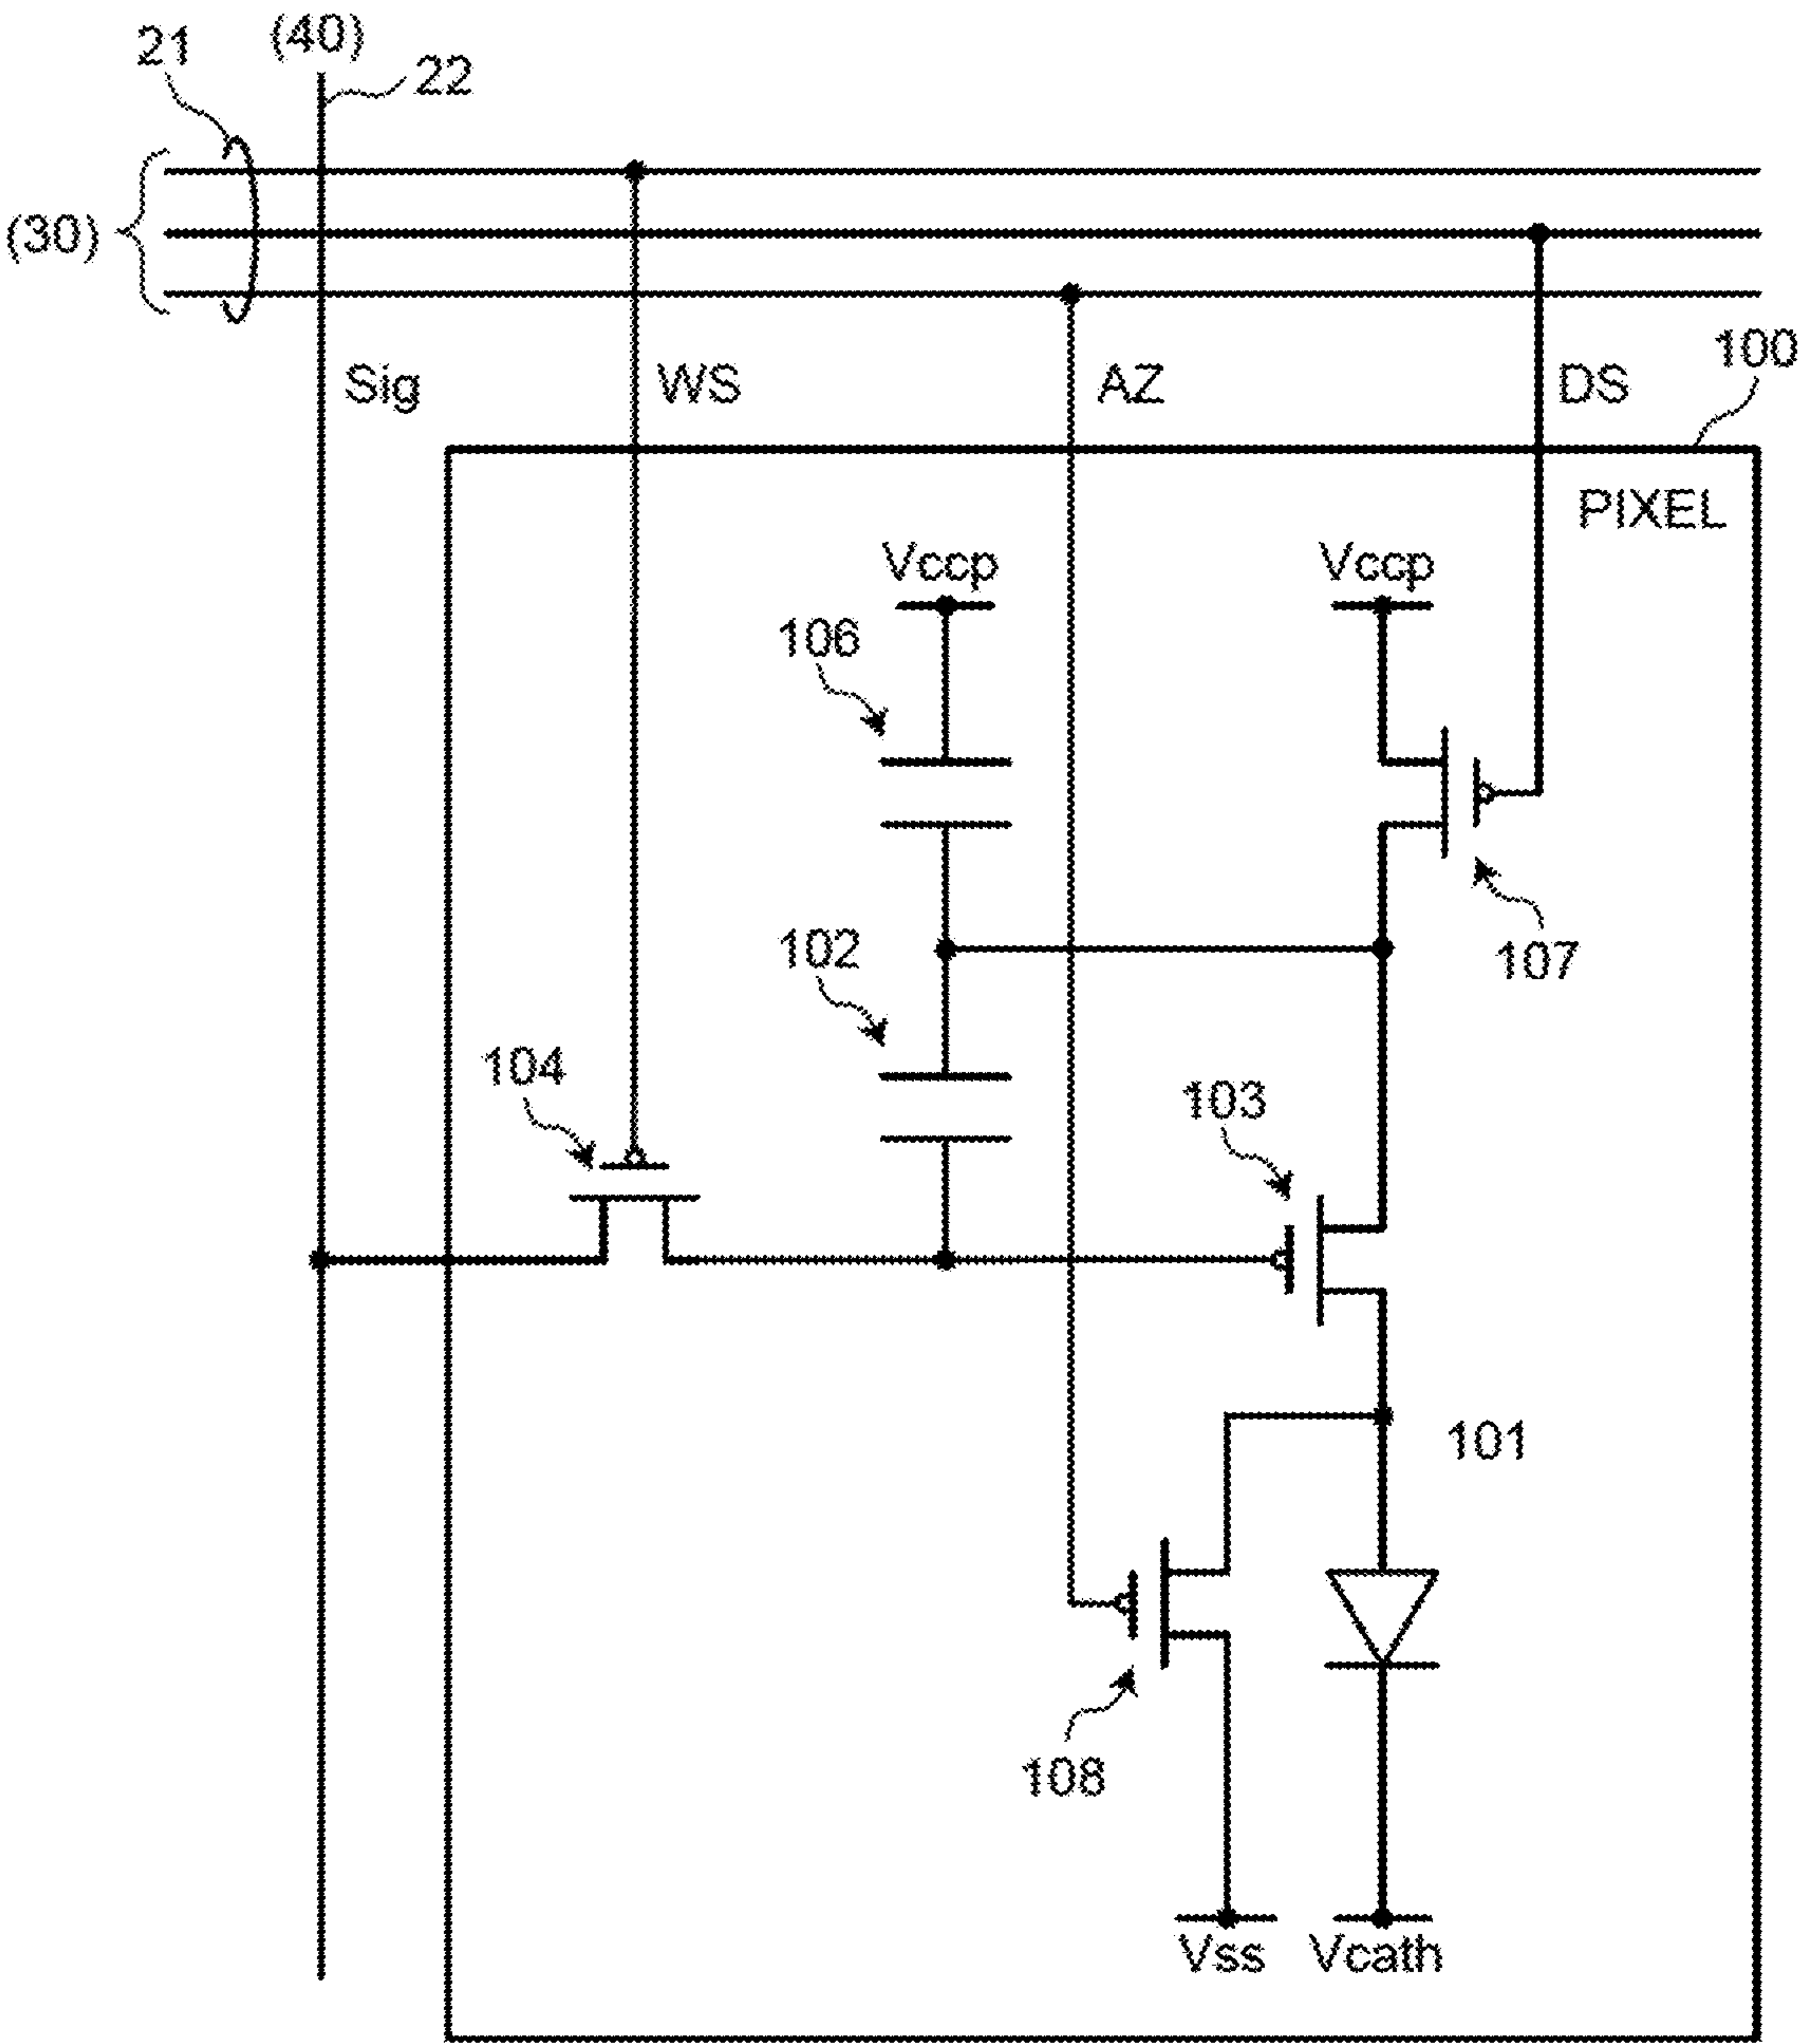 21
(40)
22
(30)
Sig
WS
AZ
DS
100
PIXEL
Vccp
Vccp
106
107
102
104
103
101
108
Vss
Vcath